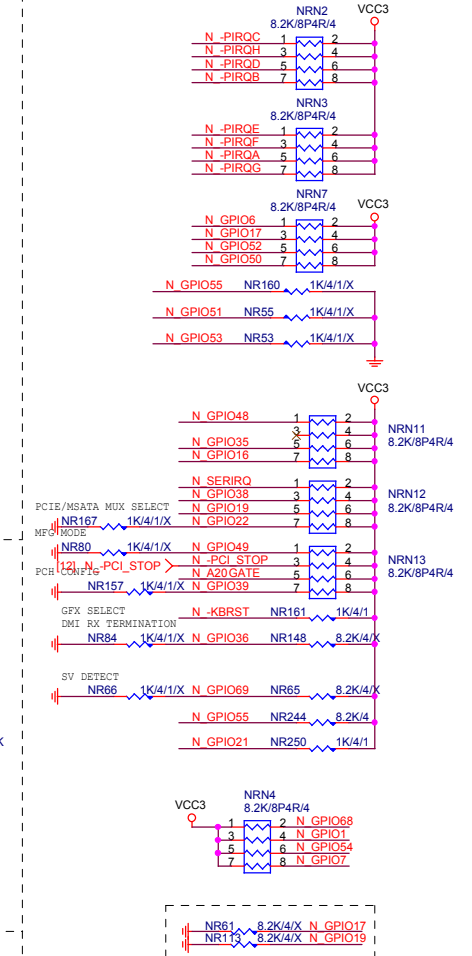 NRN2
8.2K/8P4R/4
VCC3
N_-PIRQC 1 2
N_-PIRQH 3 4
N_-PIRQD 5 6
N_-PIRQB 7 8
NRN3
8.2K/8P4R/4
N_-PIRQE 1 2
N_-PIRQF 3 4
N_-PIRQA 5 6
N_-PIRQG 7 8
NRN7
8.2K/8P4R/4
VCC3
N_GPIO6 1 2
N_GPIO17 3 4
N_GPIO52 5 6
N_GPIO50 7 8
N_GPIO55 NR160 1K/4/1/X
N_GPIO51 NR55 1K/4/1/X
N_GPIO53 NR53 1K/4/1/X
VCC3
N_GPIO48 1 2
3 4
N_GPIO35 5 6
N_GPIO16 7 8
NRN11
8.2K/8P4R/4
N_SERIRQ 1 2
N_GPIO38 3 4
N_GPIO19 5 6
N_GPIO22 7 8
NRN12
8.2K/8P4R/4
PCIE/MSATA MUX SELECT
NR167 1K/4/1/X
MFG MODE
NR80 1K/4/1/X N_GPIO49 1 2
[12] N_-PCI_STOP N_-PCI_STOP 3 4
PCH CONFIG
N_A20GATE 5 6
NR157 1K/4/1/X N_GPIO39 7 8
NRN13
8.2K/8P4R/4
GFX SELECT
N_-KBRST NR161 1K/4/1
DMI RX TERMINATION
NR84 1K/4/1/X N_GPIO36 NR148 8.2K/4/X
SV DETECT
NR66 1K/4/1/X N_GPIO69 NR65 8.2K/4/X
N_GPIO55 NR244 8.2K/4
N_GPIO21 NR250 1K/4/1
K
NRN4
VCC3
8.2K/8P4R/4
1 2 N_GPIO68
3 4 N_GPIO1
5 6 N_GPIO54
7 8 N_GPIO7
NR61 8.2K/4/X N_GPIO17
NR113 8.2K/4/X N_GPIO19